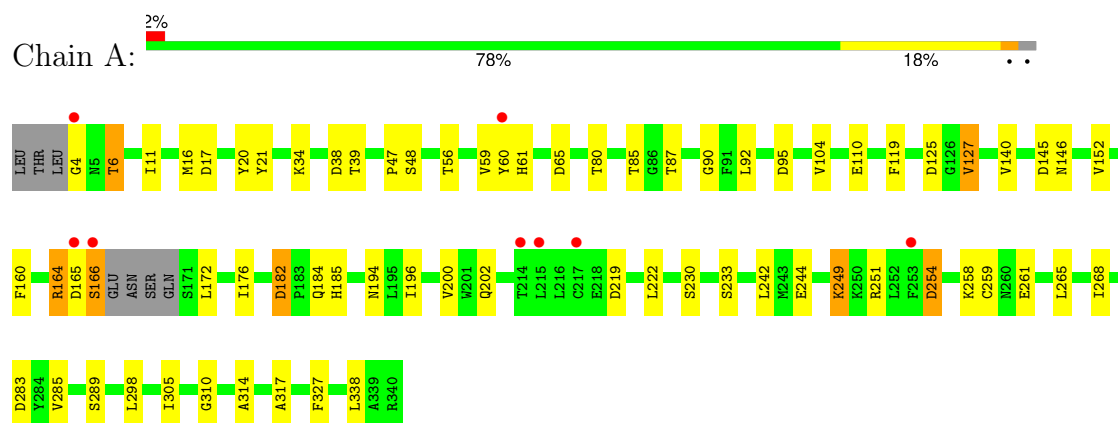 2%
Chain A:
78% 18% • •
LEU THR LEU G4 N5 T6 I11 M16 D17 Y20 Y21 K34 D38 T39 P47 S48 T56 V59 Y60 H61 D65 T80 T85 G86 T87 G90 F91 L92 D95 V104 E110 F119 D125 G126 V127 V140 D145 N146 V152
F160 R164 D165 S166 GLU ASN SER GLN S171 L172 I176 D182 P183 Q184 H185 N194 L195 I196 V200 W201 Q202 T214 L215 L216 C217 E218 D219 L222 S230 S233 L242 M243 E244 K249 K250 R251 L252 F253 D254 K258 C259 N260 E261 L265 I268
D283 Y284 V285 S289 L298 I305 G310 A314 A317 F327 L338 A339 R340